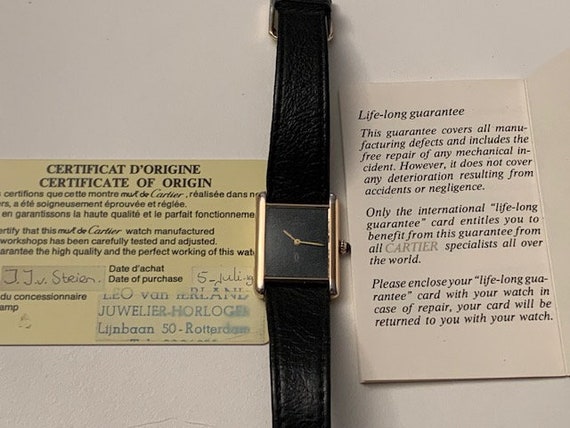 CERTIFICAT D'ORIGINE
CERTIFICATE OF ORIGIN
certifions que cette montre must de Cartier, réalisée dans no
rs, a été soigneusement éprouvée et réglée.
en garantissons la haute qualité et le parfait fonctionneme
certify that this must de Cartier watch manufactured
workshops has been carefully tested and adjusted.
guarantee the high quality and the perfect working of this wat
Date d'achat
Date of purchase
5-juli-
du concessionnaire
amp
LEO van IERLAND
JUWELIER-HORLOGE
Lijnbaan 50-Rotterdam
Life-long guarantee
This guarantee covers all manu-
facturing defects and includes the
free repair of any mechanical in-
cident. However, it does not cover
any deterioration resulting from
accidents or negligence.
Only the international "life-long
guarantee" card entitles you to
benefit from this guarantee from
all CARTIER specialists all over
the world.
Please enclose your "life-long gua-
rantee" card with your watch in
case of repair, your card will be
returned to you with your watch.